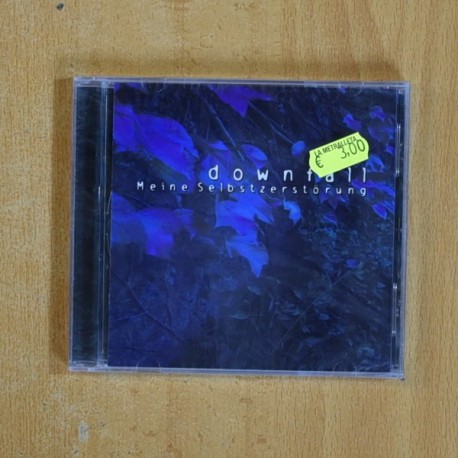 LA METRALLETA
€ 3,00
downfall
Meine Selbstzerstörung